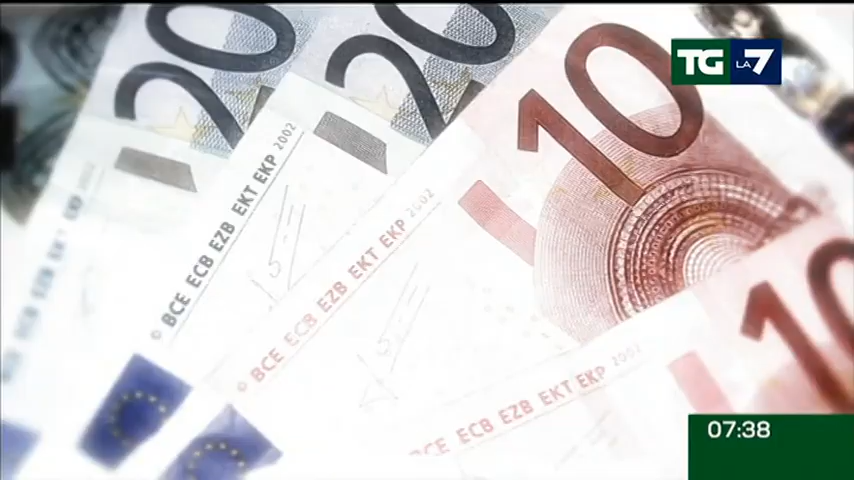 20
20
10
TG LA7
© BCE ECB EZB EKT EKP 2002
© BCE ECB EZB EKT EKP 2002
BCE ECB EZB EKT EKP 2002
10
07:38